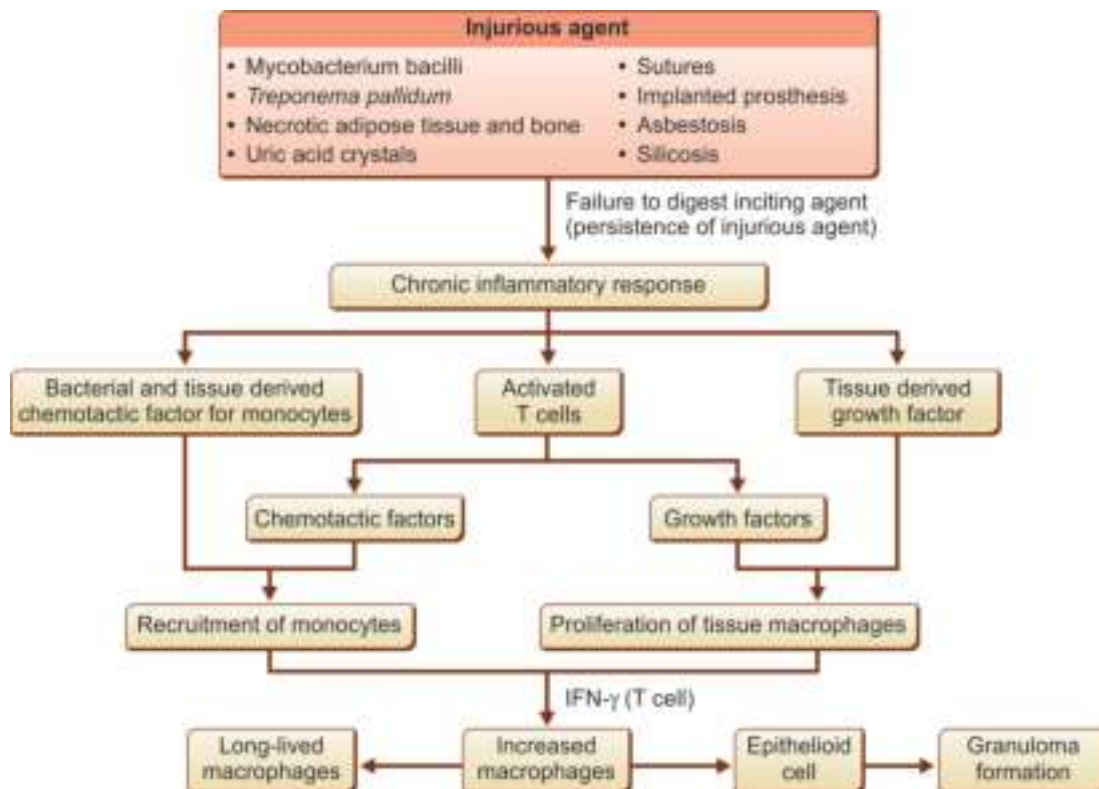 Injurious agent
• Mycobacterium bacilli
• Treponema pallidum
• Necrotic adipose tissue and bone
• Uric acid crystals
• Sutures
• Implanted prosthesis
• Asbestosis
• Silicosis
Failure to digest inciting agent
(persistence of injurious agent)
Chronic inflammatory response
Bacterial and tissue derived
chemotactic factor for monocytes
Activated
T cells
Tissue derived
growth factor
Chemotactic factors
Growth factors
Recruitment of monocytes
Proliferation of tissue macrophages
IFN-γ (T cell)
Long-lived
macrophages
Increased
macrophages
Epithelioid
cell
Granuloma
formation